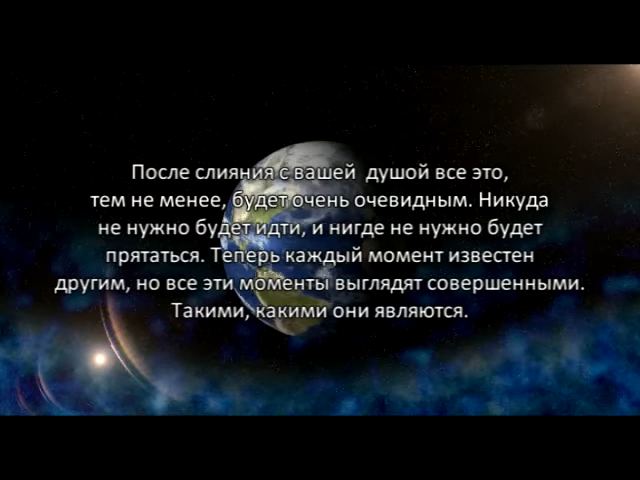 После слияния с вашей  душой все это,
тем не менее, будет очень очевидным. Никуда
не нужно будет идти, и нигде не нужно будет
прятаться. Теперь каждый момент известен
другим, но все эти моменты выглядят совершенными.
Такими, какими они являются.